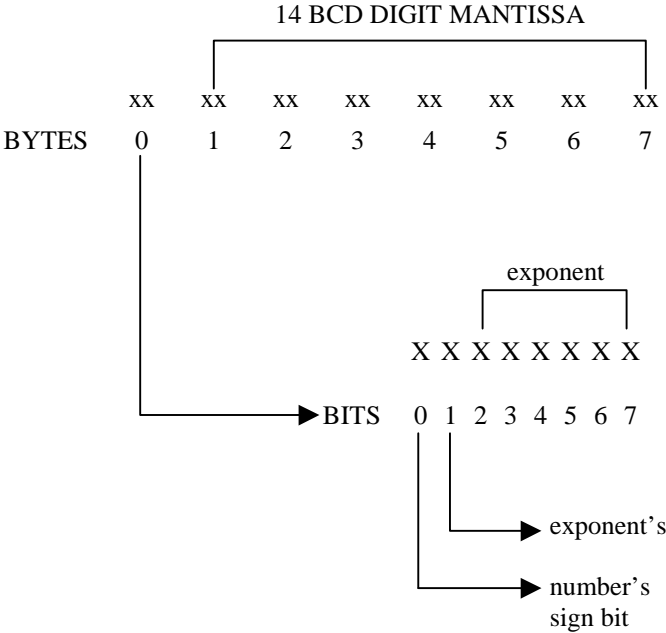 14 BCD DIGIT MANTISSA
xx xx xx xx xx xx xx xx
BYTES 0 1 2 3 4 5 6 7
exponent
X X X X X X X X
BITS 0 1 2 3 4 5 6 7
exponent's
number's
sign bit